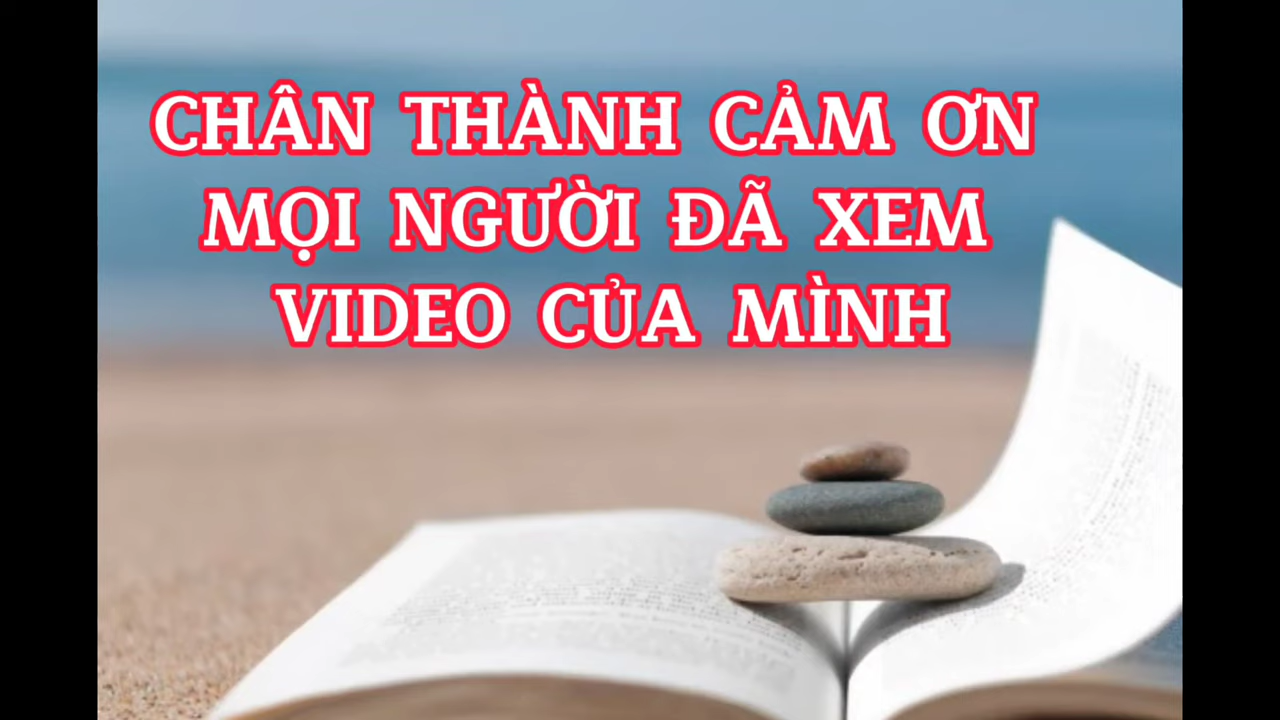 CHÂN THÀNH CẢM ƠN
MỌI NGƯỜI ĐÃ XEM
VIDEO CỦA MÌNH